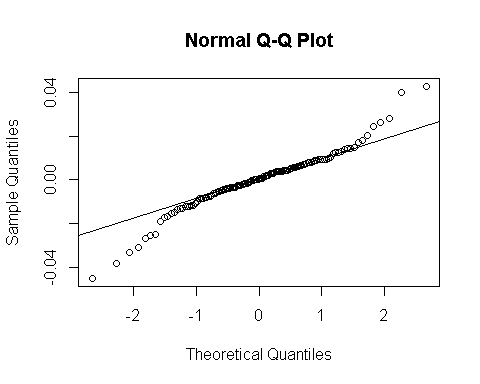 Normal Q-Q Plot
Sample Quantiles
0.04
0.00
-0.04
-2 -1 0 1 2
Theoretical Quantiles